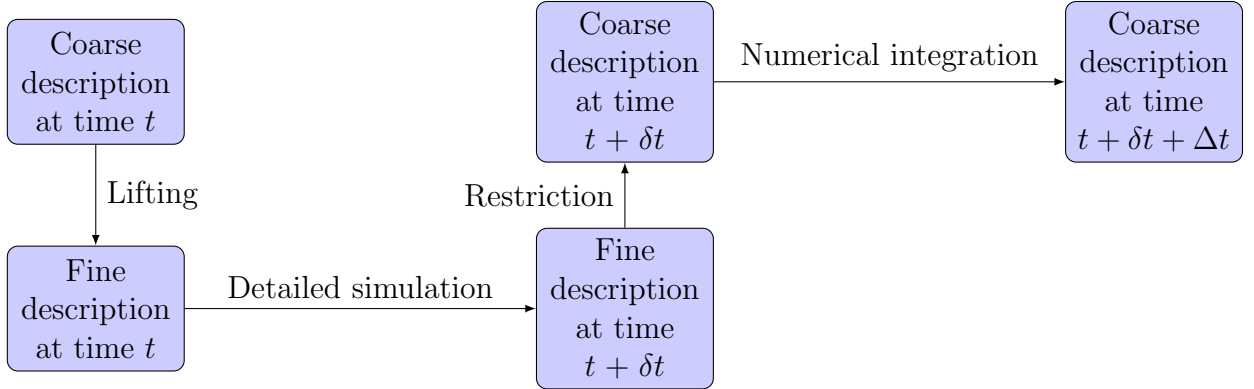 Coarse
description
at time t
Lifting
Fine
description
at time t
Detailed simulation
Fine
description
at time
t + δt
Restriction
Coarse
description
at time
t + δt
Numerical integration
Coarse
description
at time
t + δt + Δt